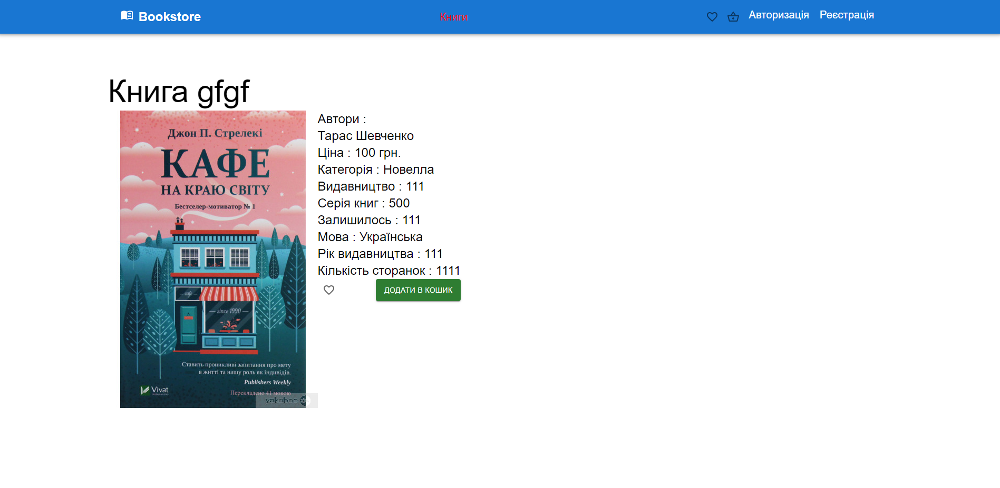 Bookstore
Книги
Авторизація
Реєстрація
Книга gfgf
Джон П. Стрелекі
КАФЕ
НА КРАЮ СВІТУ
Бестселер-мотиватор № 1
cafe
since 1990
Ставить проникливі запитання про мету
в житті та нашу роль як індивідів.
Publishers Weekly
Перекладено 41 мовою
Vivat
yakaboo
Автори :
Тарас Шевченко
Ціна : 100 грн.
Категорія : Новелла
Видавництво : 111
Серія книг : 500
Залишилось : 111
Мова : Українська
Рік видавництва : 111
Кількість сторанок : 1111
ДОДАТИ В КОШИК